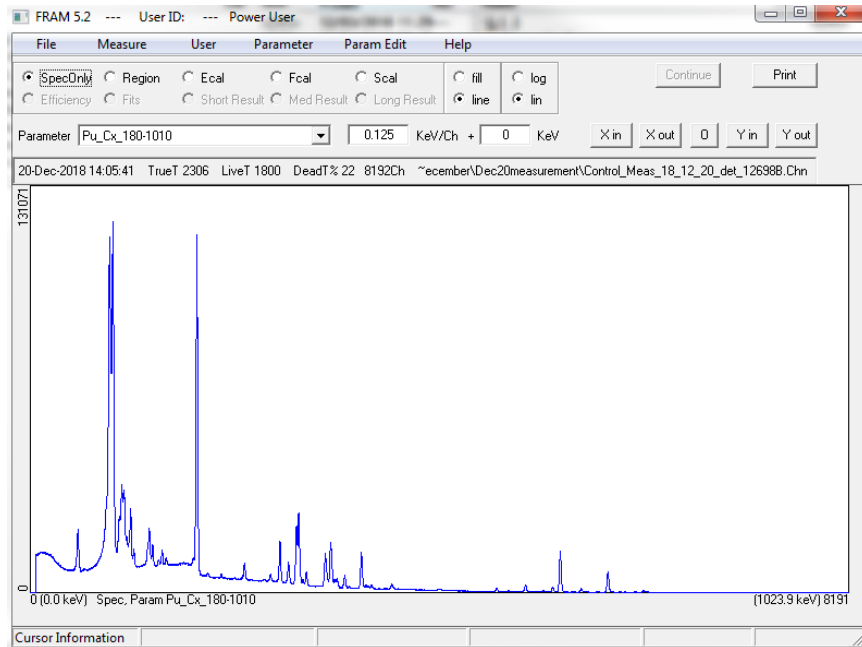 FRAM 5.2 --- User ID: --- Power User
File Measure User Parameter Param Edit Help
SpecOnly Region Ecal Fcal Scal fill log
Efficiency Fits Short Result Med Result Long Result line lin
Continue Print
Parameter Pu_Cx_180-1010 0.125 KeV/Ch + 0 KeV X in X out 0 Y in Y out
20-Dec-2018 14:05:41 TrueT 2306 LiveT 1800 DeadT% 22 8192Ch ~ecember\Dec20measurement\Control_Meas_18_12_20_det_12698B.Chn
131071
0
0 (0.0 keV) Spec, Param Pu_Cx_180-1010 (1023.9 keV) 8191
Cursor Information